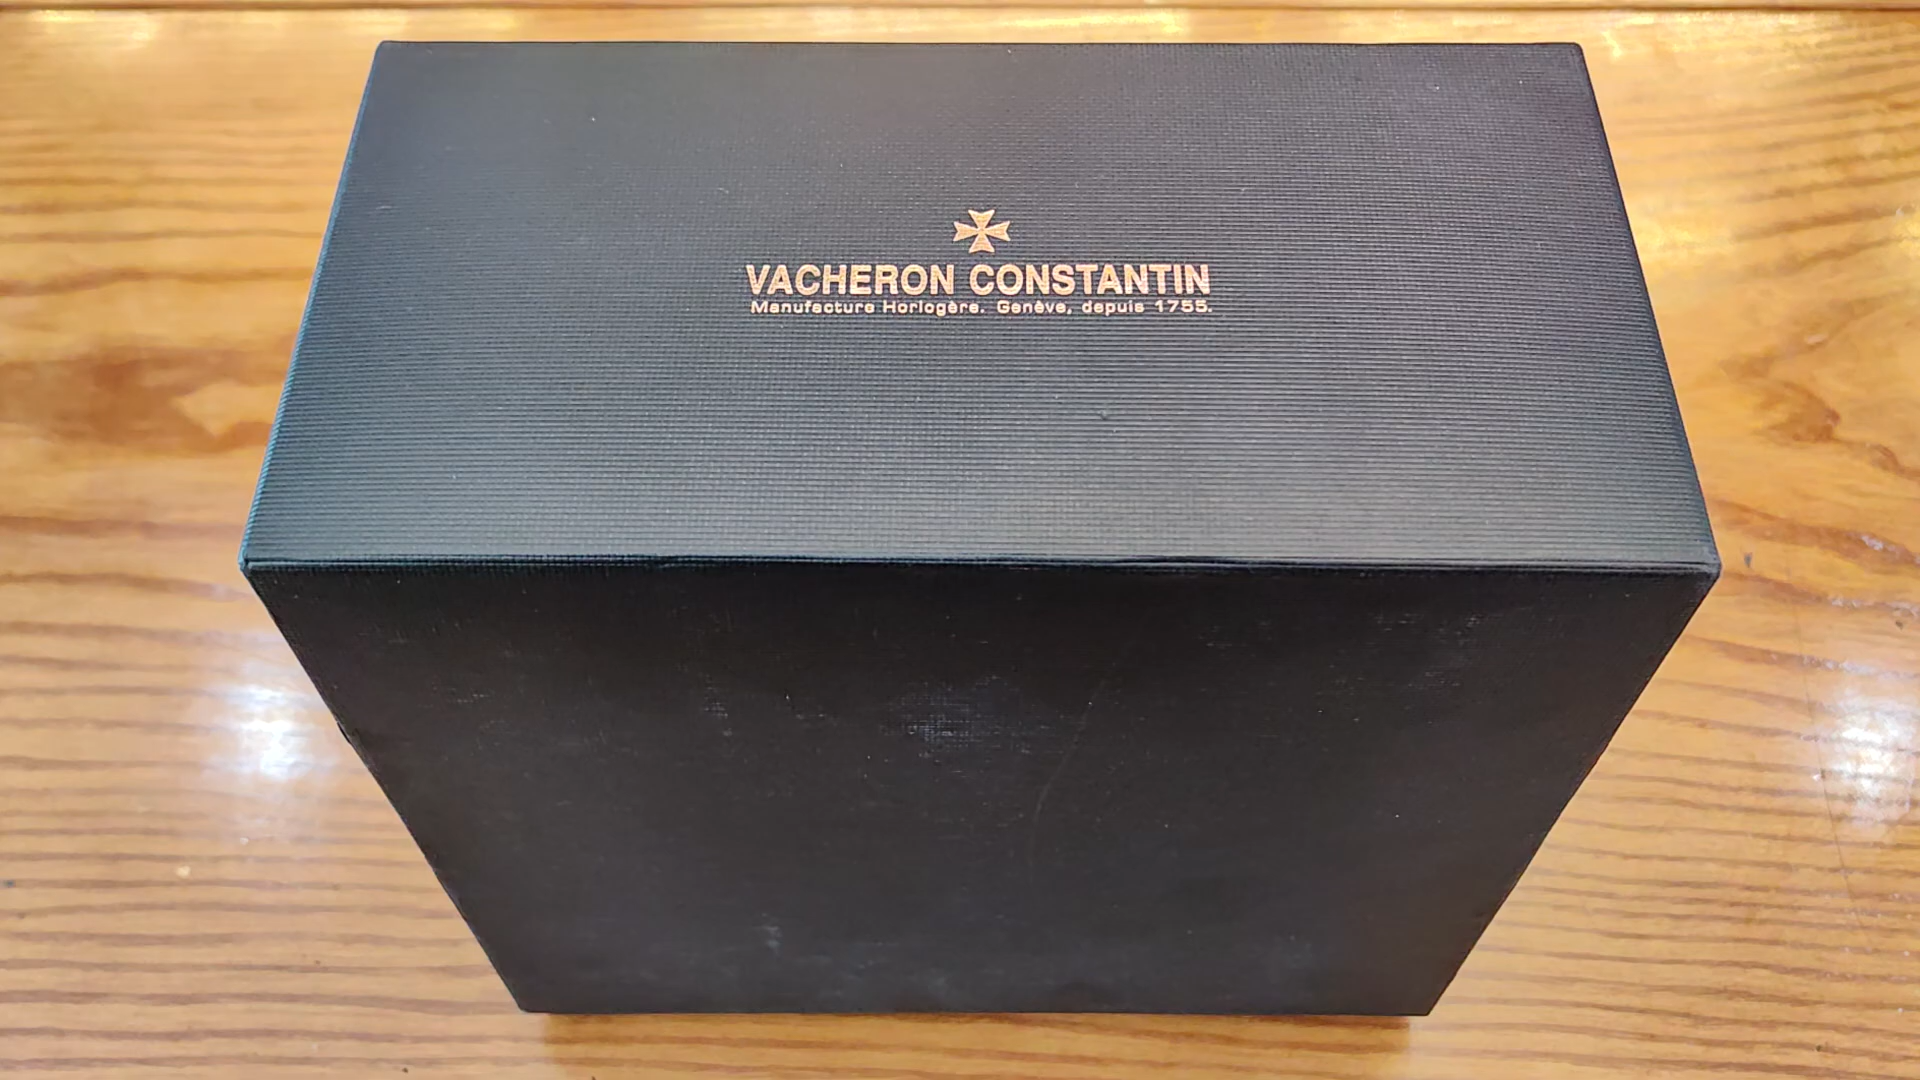 VACHERON CONSTANTIN
Manufacture Horlogère. Genève, depuis 1755.